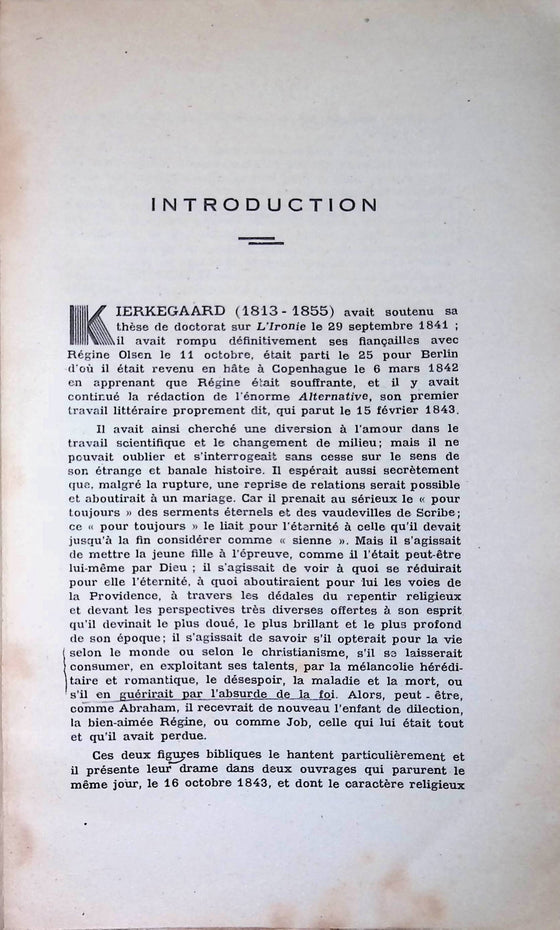 INTRODUCTION
KIERKEGAARD (1813 - 1855) avait soutenu sa
thèse de doctorat sur L'Ironie le 29 septembre 1841 ;
il avait rompu définitivement ses fiançailles avec
Régine Olsen le 11 octobre, était parti le 25 pour Berlin
d'où il était revenu en hâte à Copenhague le 6 mars 1842
en apprenant que Régine était souffrante, et il y avait
continué la rédaction de l'énorme Alternative, son premier
travail littéraire proprement dit, qui parut le 15 février 1843.
Il avait ainsi cherché une diversion à l'amour dans le
travail scientifique et le changement de milieu; mais il ne
pouvait oublier et s'interrogeait sans cesse sur le sens de
son étrange et banale histoire. Il espérait aussi secrètement
que, malgré la rupture, une reprise de relations serait possible
et aboutirait à un mariage. Car il prenait au sérieux le « pour
toujours » des serments éternels et des vaudevilles de Scribe;
ce « pour toujours » le liait pour l'éternité à celle qu'il devait
jusqu'à la fin considérer comme « sienne ». Mais il s'agissait
de mettre la jeune fille à l'épreuve, comme il l'était peut-être
lui-même par Dieu ; il s'agissait de voir à quoi se réduirait
pour elle l'éternité, à quoi aboutiraient pour lui les voies de
la Providence, à travers les dédales du repentir religieux
et devant les perspectives très diverses offertes à son esprit
qu'il devinait le plus doué, le plus brillant et le plus profond
de son époque; il s'agissait de savoir s'il opterait pour la vie
selon le monde ou selon le christianisme, s'il se laisserait
consumer, en exploitant ses talents, par la mélancolie hérédi-
taire et romantique, le désespoir, la maladie et la mort, ou
s'il en guérirait par l'absurde de la foi. Alors, peut - être,
comme Abraham, il recevrait de nouveau l'enfant de dilection,
la bien-aimée Régine, ou comme Job, celle qui lui était tout
et qu'il avait perdue.
Ces deux figures bibliques le hantent particulièrement et
il présente leur drame dans deux ouvrages qui parurent le
même jour, le 16 octobre 1843, et dont le caractère religieux